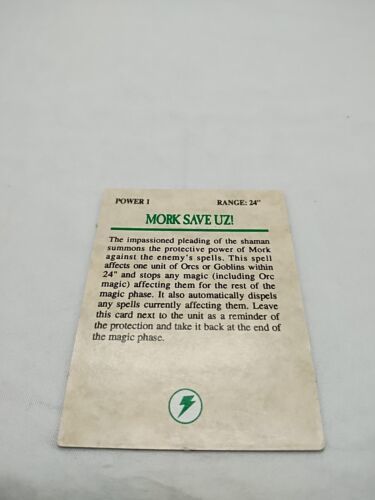 POWER 1 RANGE: 24"
MORK SAVE UZ!
The impassioned pleading of the shaman
summons the protective power of Mork
against the enemy's spells. This spell
affects one unit of Orcs or Goblins within
24" and stops any magic (including Orc
magic) affecting them for the rest of the
magic phase. It also automatically dispels
any spells currently affecting them. Leave
this card next to the unit as a reminder of
the protection and take it back at the end of
the magic phase.